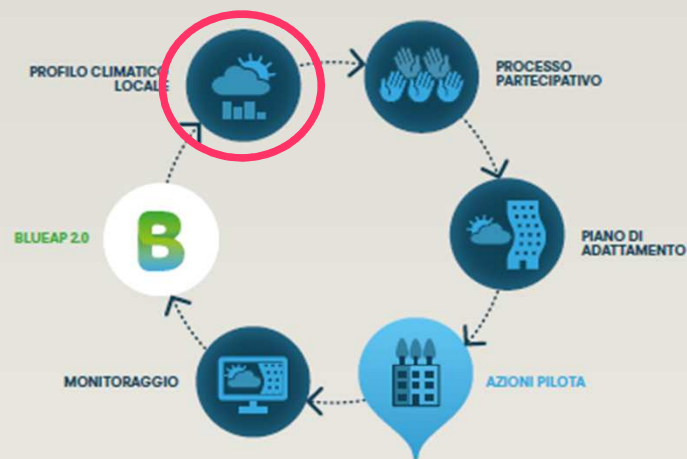 PROFILO CLIMATICO
LOCALE
PROCESSO
PARTECIPATIVO
BLUEAP 2.0
B
PIANO DI
ADATTAMENTO
MONITORAGGIO
AZIONI PILOTA